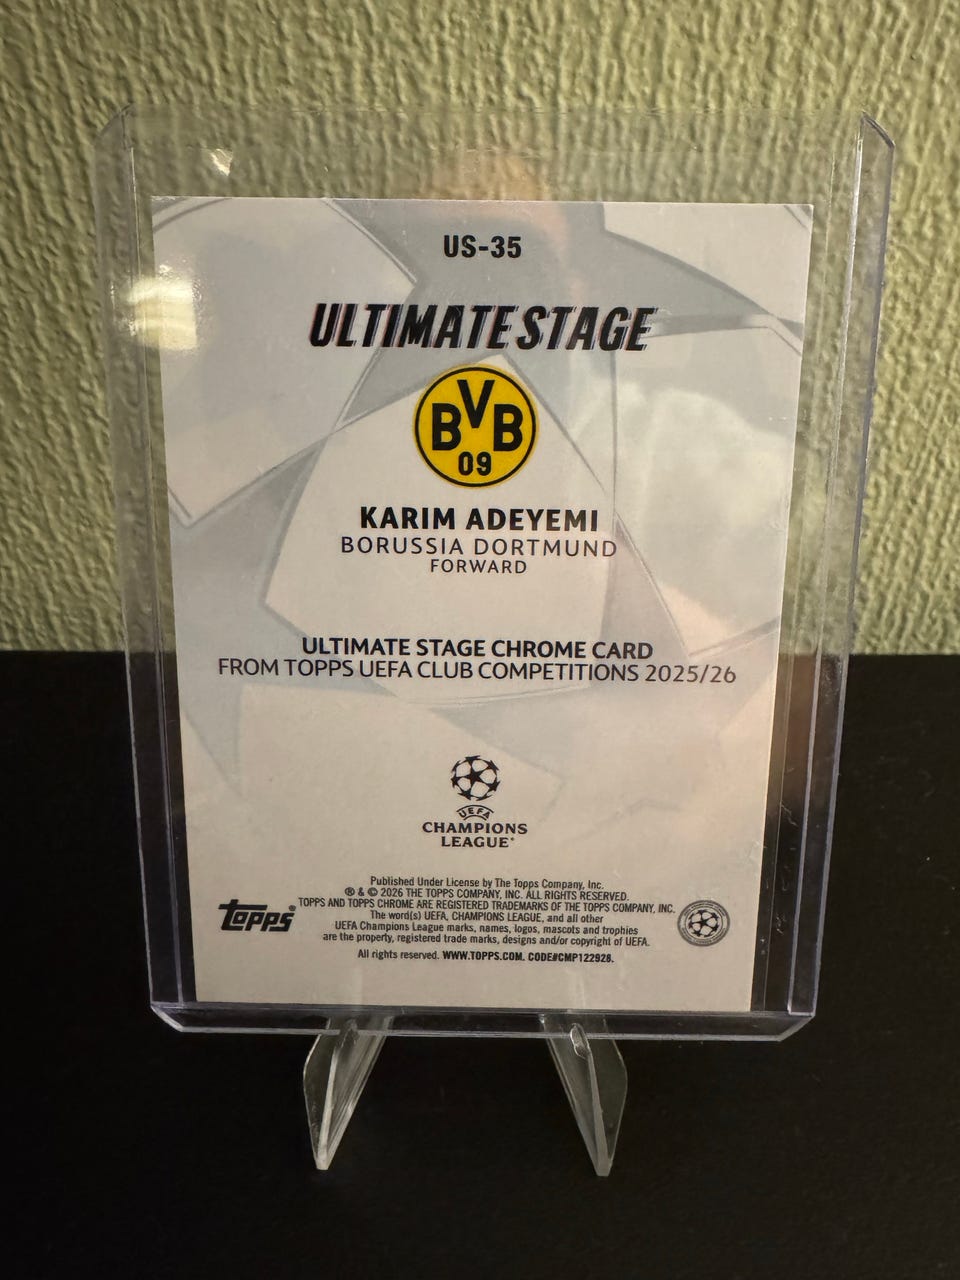 US-35
ULTIMATE STAGE
BVB
09
KARIM ADEYEMI
BORUSSIA DORTMUND
FORWARD
ULTIMATE STAGE CHROME CARD
FROM TOPPS UEFA CLUB COMPETITIONS 2025/26
UEFA
CHAMPIONS
LEAGUE®
topps®
Published Under License by The Topps Company, Inc.
® & © 2026 THE TOPPS COMPANY, INC. ALL RIGHTS RESERVED.
TOPPS AND TOPPS CHROME ARE REGISTERED TRADEMARKS OF THE TOPPS COMPANY, INC.
The word(s) UEFA, CHAMPIONS LEAGUE, and all other
UEFA Champions League marks, names, logos, mascots and trophies
are the property, registered trade marks, designs and/or copyright of UEFA.
All rights reserved. WWW.TOPPS.COM. CODE#CMP122928.